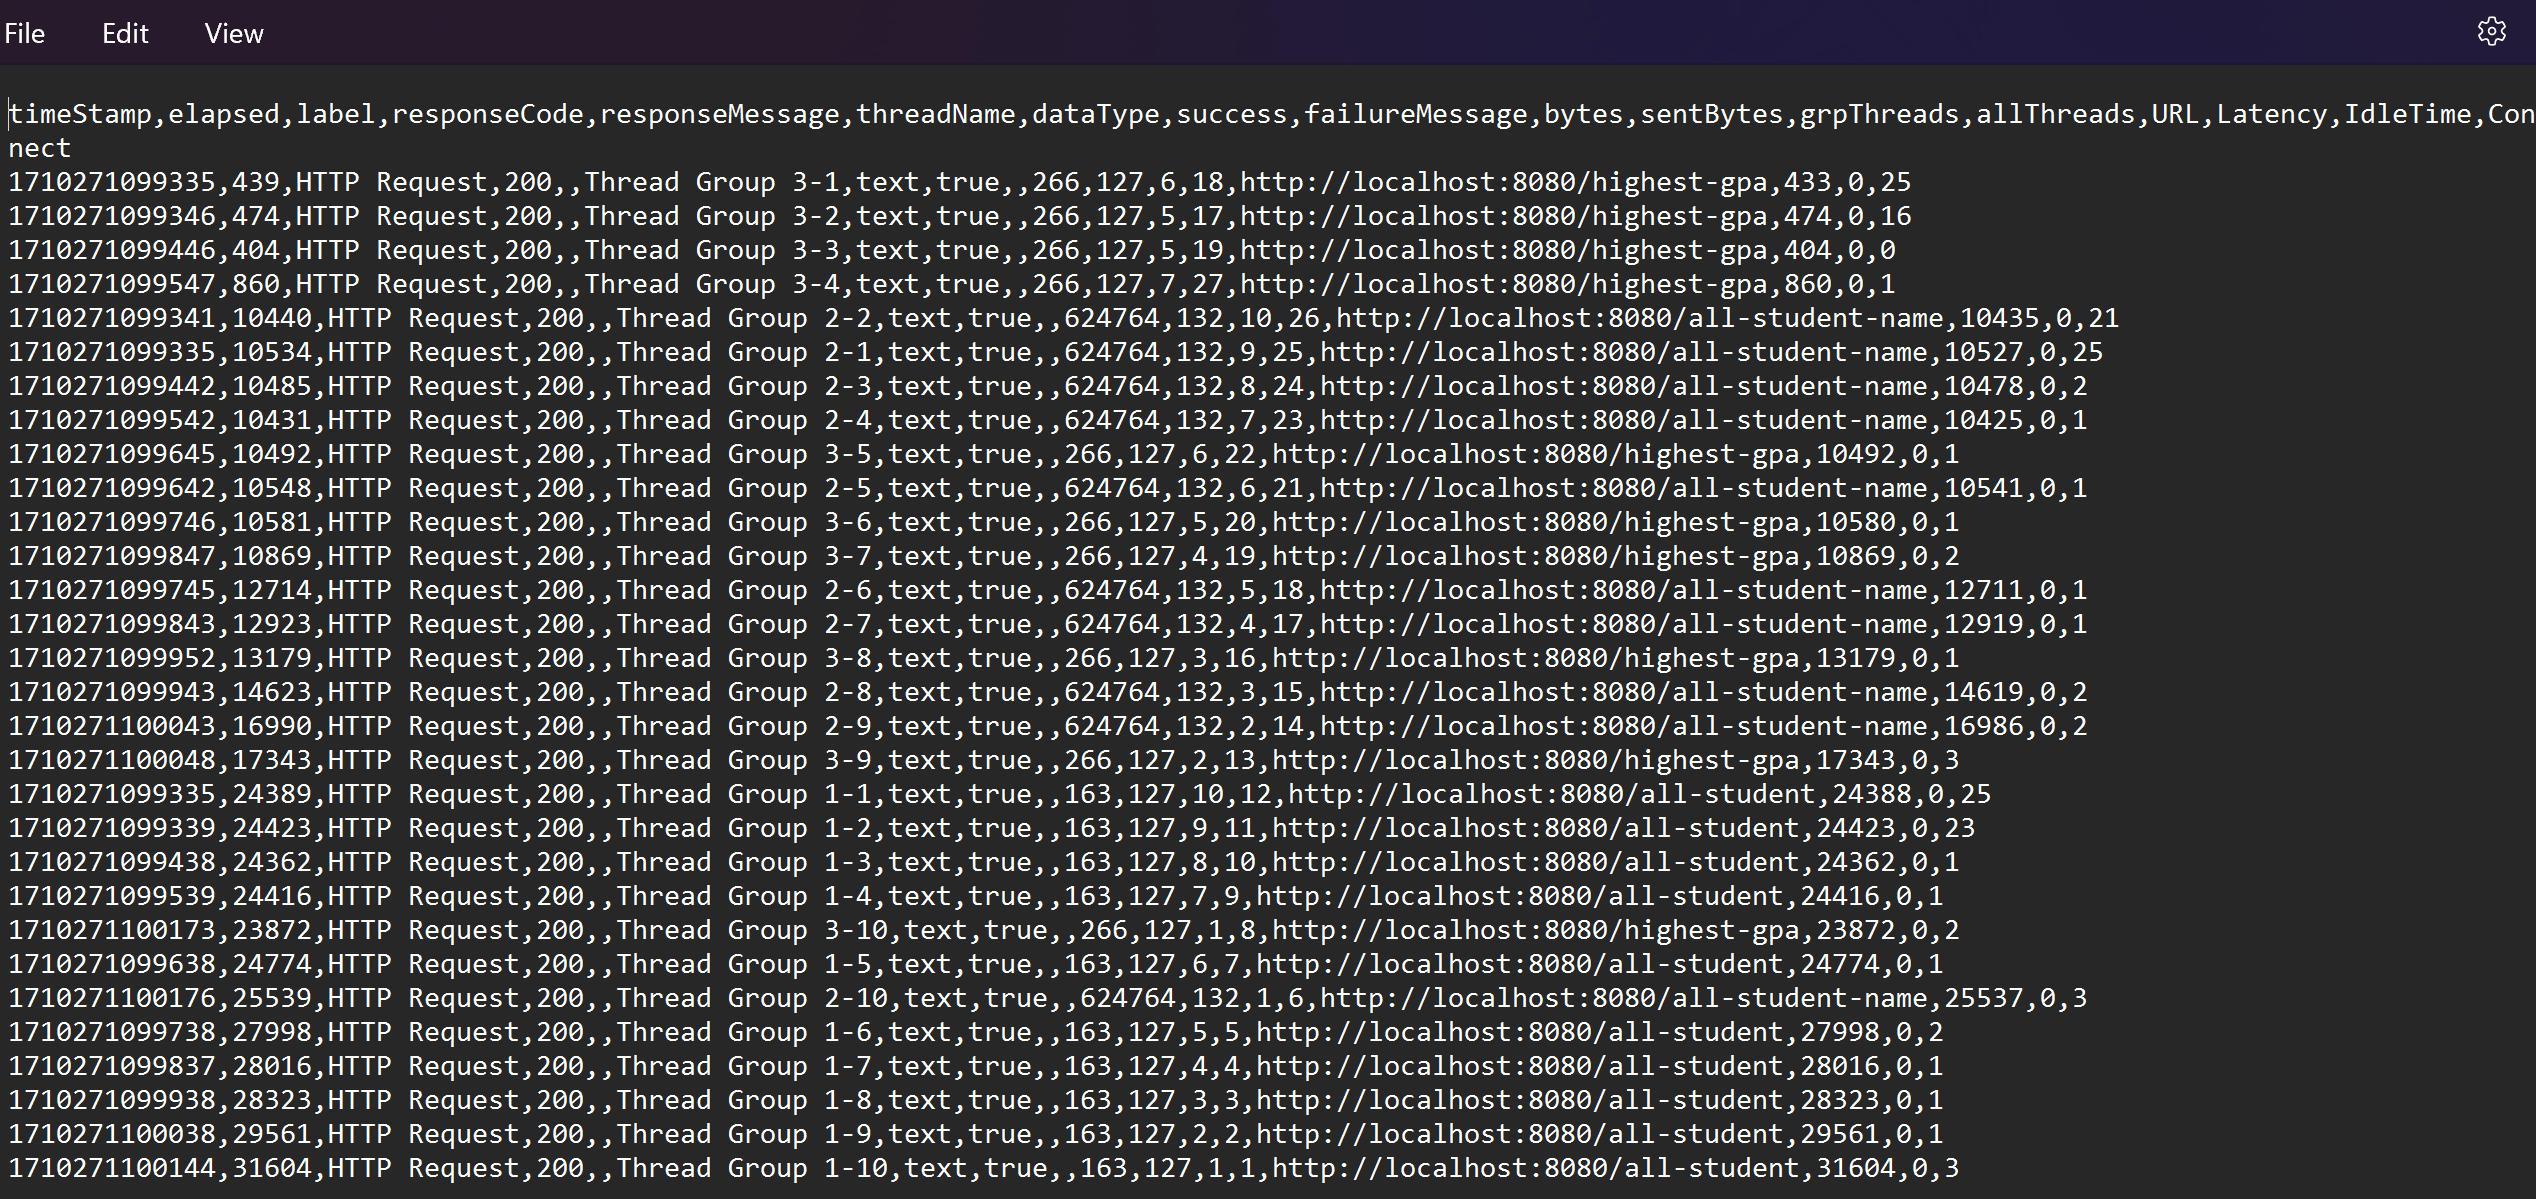 File Edit View
timeStamp,elapsed,label,responseCode,responseMessage,threadName,dataType,success,failureMessage,bytes,sentBytes,grpThreads,allThreads,URL,Latency,IdleTime,Con
nect
1710271099335,439,HTTP Request,200,,Thread Group 3-1,text,true,,266,127,6,18,http://localhost:8080/highest-gpa,433,0,25
1710271099346,474,HTTP Request,200,,Thread Group 3-2,text,true,,266,127,5,17,http://localhost:8080/highest-gpa,474,0,16
1710271099446,404,HTTP Request,200,,Thread Group 3-3,text,true,,266,127,5,19,http://localhost:8080/highest-gpa,404,0,0
1710271099547,860,HTTP Request,200,,Thread Group 3-4,text,true,,266,127,7,27,http://localhost:8080/highest-gpa,860,0,1
1710271099341,10440,HTTP Request,200,,Thread Group 2-2,text,true,,624764,132,10,26,http://localhost:8080/all-student-name,10435,0,21
1710271099335,10534,HTTP Request,200,,Thread Group 2-1,text,true,,624764,132,9,25,http://localhost:8080/all-student-name,10527,0,25
1710271099442,10485,HTTP Request,200,,Thread Group 2-3,text,true,,624764,132,8,24,http://localhost:8080/all-student-name,10478,0,2
1710271099542,10431,HTTP Request,200,,Thread Group 2-4,text,true,,624764,132,7,23,http://localhost:8080/all-student-name,10425,0,1
1710271099645,10492,HTTP Request,200,,Thread Group 3-5,text,true,,266,127,6,22,http://localhost:8080/highest-gpa,10492,0,1
1710271099642,10548,HTTP Request,200,,Thread Group 2-5,text,true,,624764,132,6,21,http://localhost:8080/all-student-name,10541,0,1
1710271099746,10581,HTTP Request,200,,Thread Group 3-6,text,true,,266,127,5,20,http://localhost:8080/highest-gpa,10580,0,1
1710271099847,10869,HTTP Request,200,,Thread Group 3-7,text,true,,266,127,4,19,http://localhost:8080/highest-gpa,10869,0,2
1710271099745,12714,HTTP Request,200,,Thread Group 2-6,text,true,,624764,132,5,18,http://localhost:8080/all-student-name,12711,0,1
1710271099843,12923,HTTP Request,200,,Thread Group 2-7,text,true,,624764,132,4,17,http://localhost:8080/all-student-name,12919,0,1
1710271099952,13179,HTTP Request,200,,Thread Group 3-8,text,true,,266,127,3,16,http://localhost:8080/highest-gpa,13179,0,1
1710271099943,14623,HTTP Request,200,,Thread Group 2-8,text,true,,624764,132,3,15,http://localhost:8080/all-student-name,14619,0,2
1710271100043,16990,HTTP Request,200,,Thread Group 2-9,text,true,,624764,132,2,14,http://localhost:8080/all-student-name,16986,0,2
1710271100048,17343,HTTP Request,200,,Thread Group 3-9,text,true,,266,127,2,13,http://localhost:8080/highest-gpa,17343,0,3
1710271099335,24389,HTTP Request,200,,Thread Group 1-1,text,true,,163,127,10,12,http://localhost:8080/all-student,24388,0,25
1710271099339,24423,HTTP Request,200,,Thread Group 1-2,text,true,,163,127,9,11,http://localhost:8080/all-student,24423,0,23
1710271099438,24362,HTTP Request,200,,Thread Group 1-3,text,true,,163,127,8,10,http://localhost:8080/all-student,24362,0,1
1710271099539,24416,HTTP Request,200,,Thread Group 1-4,text,true,,163,127,7,9,http://localhost:8080/all-student,24416,0,1
1710271100173,23872,HTTP Request,200,,Thread Group 3-10,text,true,,266,127,1,8,http://localhost:8080/highest-gpa,23872,0,2
1710271099638,24774,HTTP Request,200,,Thread Group 1-5,text,true,,163,127,6,7,http://localhost:8080/all-student,24774,0,1
1710271100176,25539,HTTP Request,200,,Thread Group 2-10,text,true,,624764,132,1,6,http://localhost:8080/all-student-name,25537,0,3
1710271099738,27998,HTTP Request,200,,Thread Group 1-6,text,true,,163,127,5,5,http://localhost:8080/all-student,27998,0,2
1710271099837,28016,HTTP Request,200,,Thread Group 1-7,text,true,,163,127,4,4,http://localhost:8080/all-student,28016,0,1
1710271099938,28323,HTTP Request,200,,Thread Group 1-8,text,true,,163,127,3,3,http://localhost:8080/all-student,28323,0,1
1710271100038,29561,HTTP Request,200,,Thread Group 1-9,text,true,,163,127,2,2,http://localhost:8080/all-student,29561,0,1
1710271100144,31604,HTTP Request,200,,Thread Group 1-10,text,true,,163,127,1,1,http://localhost:8080/all-student,31604,0,3